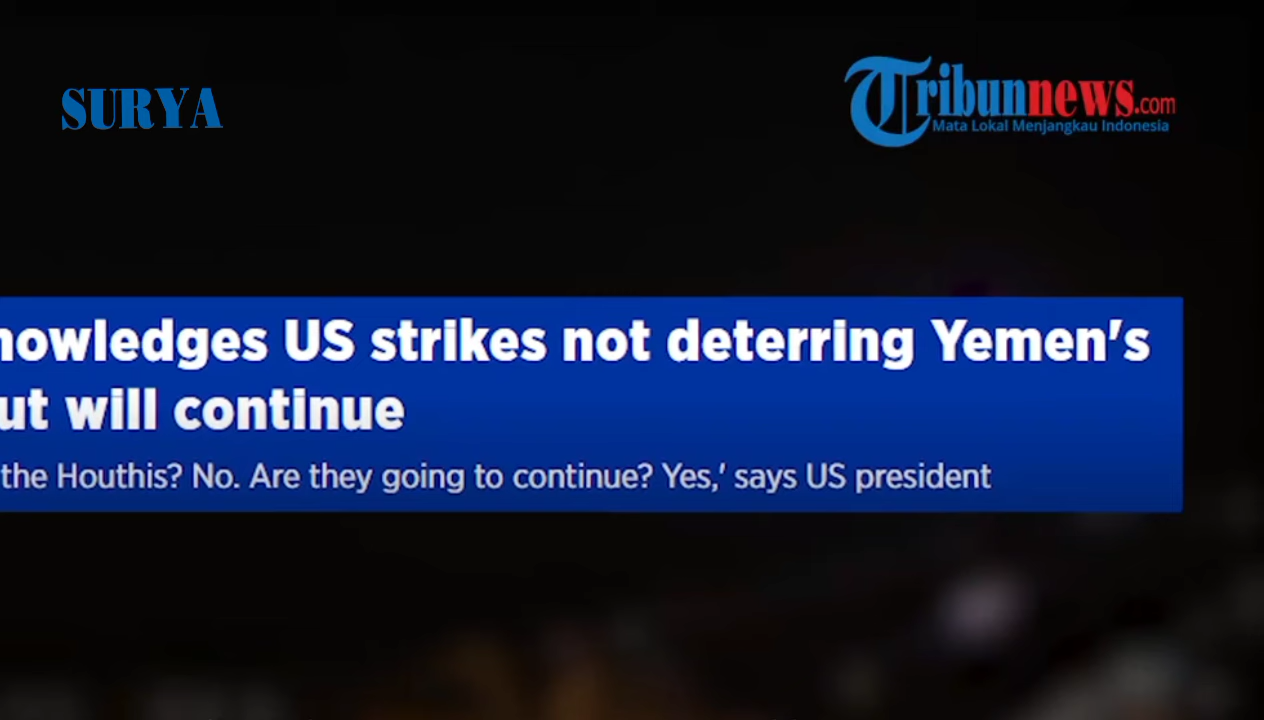 SURYA
Tribunnews.com
Mata Lokal Menjangkau Indonesia
nowledges US strikes not deterring Yemen's
ut will continue
the Houthis? No. Are they going to continue? Yes,' says US president